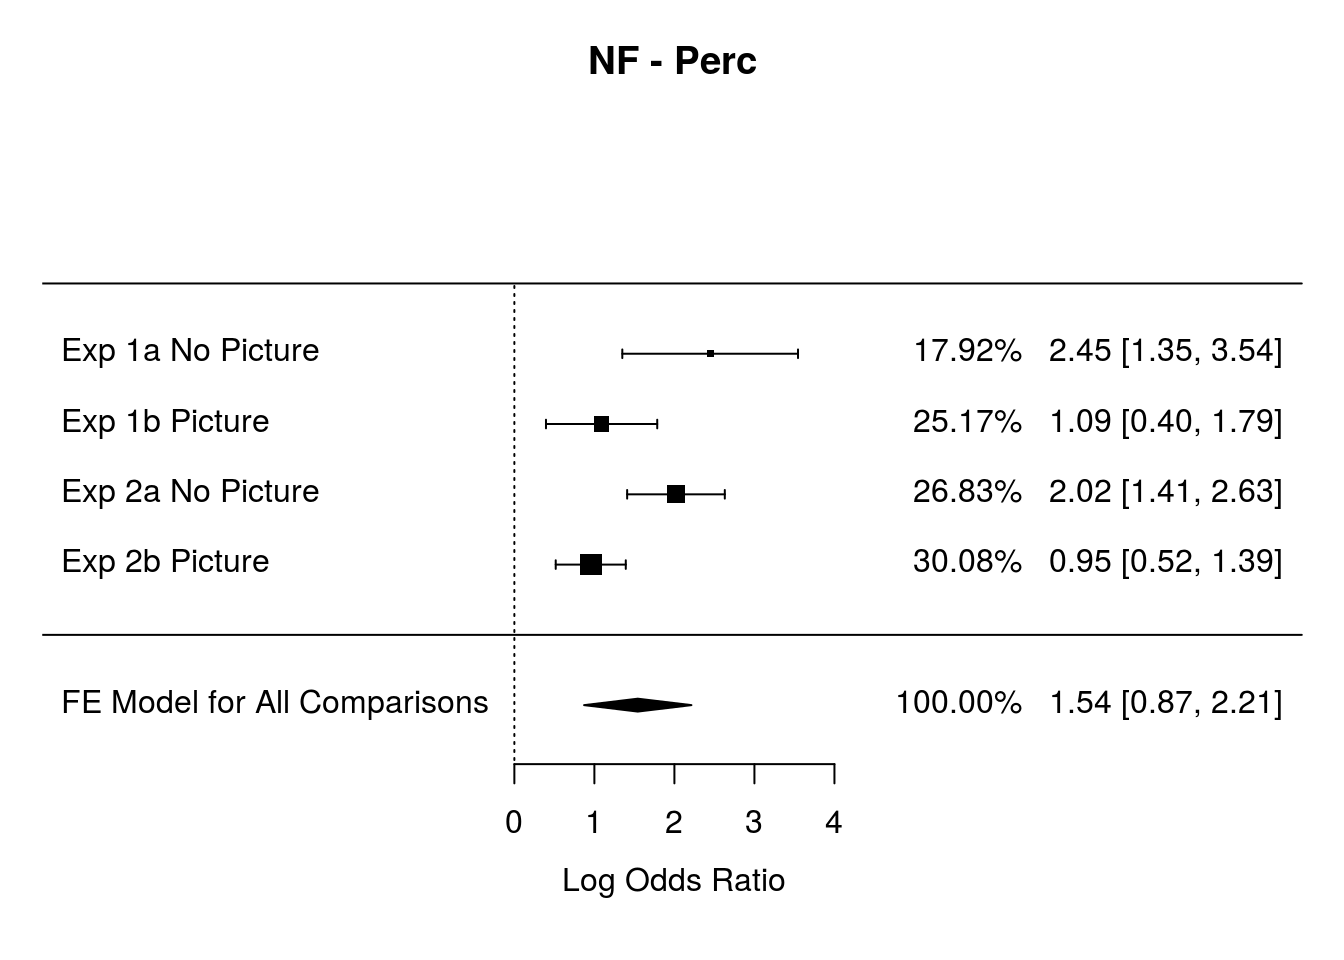 NF - Perc
Exp 1a No Picture 17.92% 2.45 [1.35, 3.54]
Exp 1b Picture 25.17% 1.09 [0.40, 1.79]
Exp 2a No Picture 26.83% 2.02 [1.41, 2.63]
Exp 2b Picture 30.08% 0.95 [0.52, 1.39]
FE Model for All Comparisons 100.00% 1.54 [0.87, 2.21]
0 1 2 3 4
Log Odds Ratio